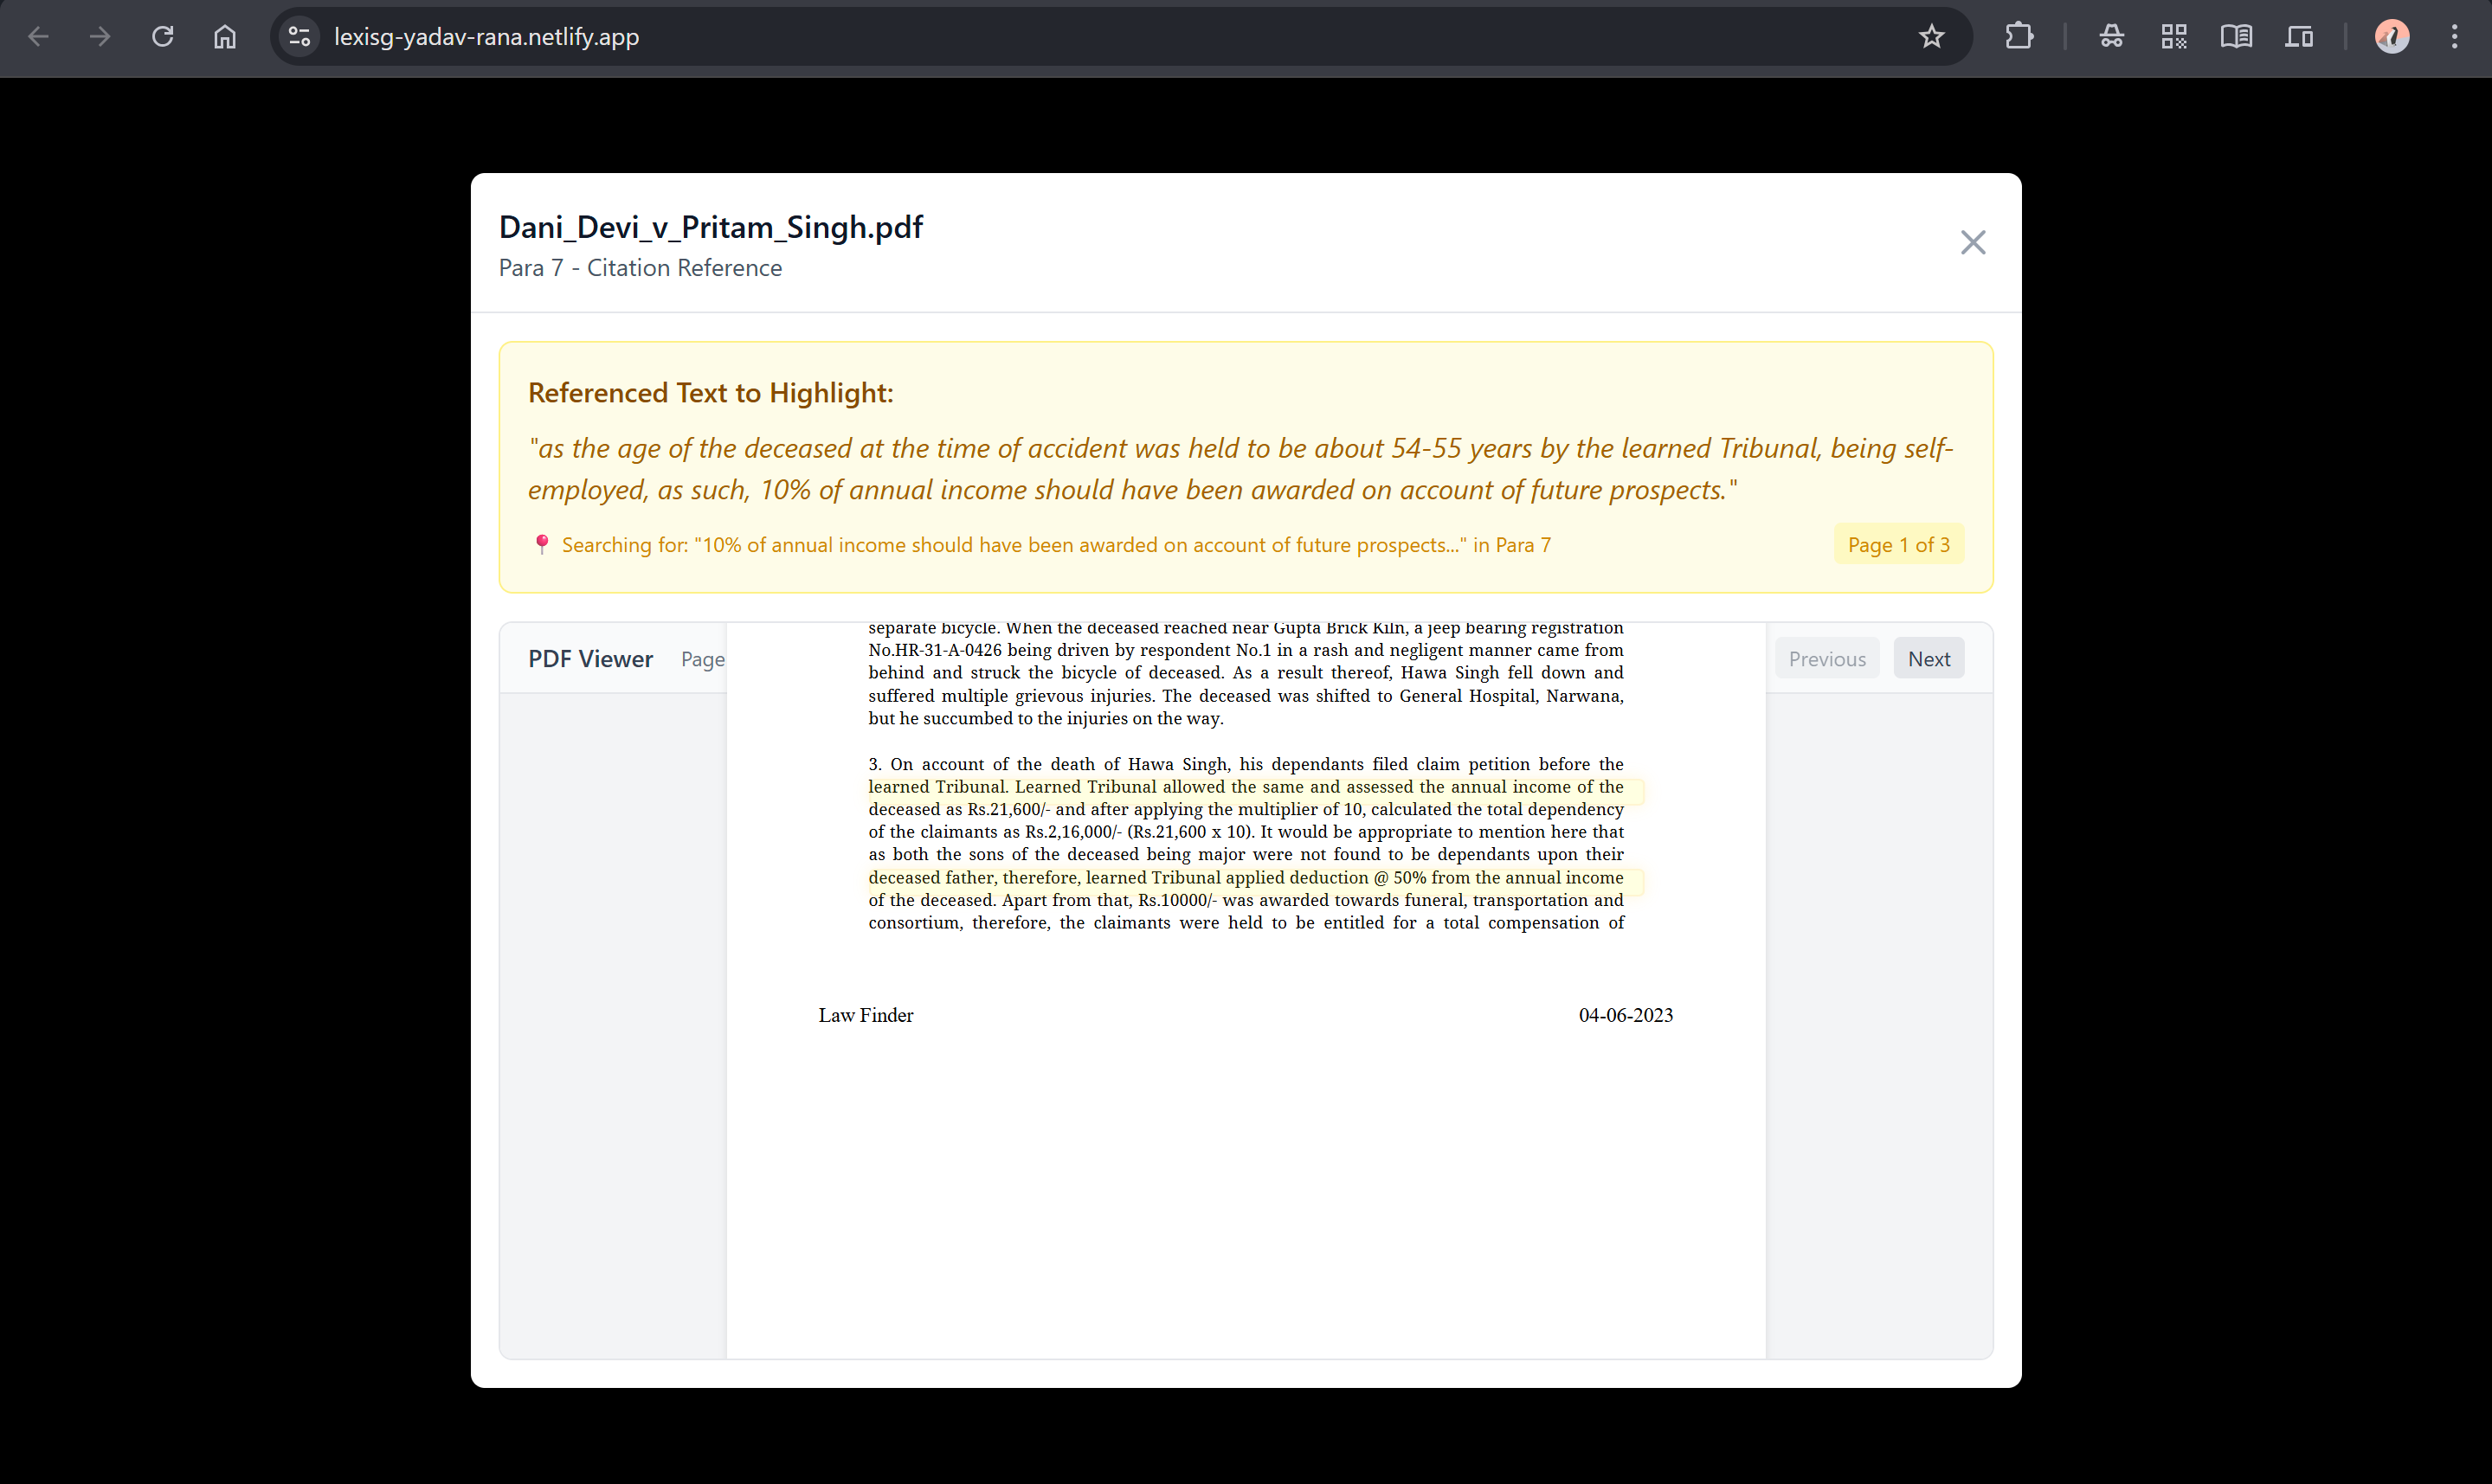 lexisg-yadav-rana.netlify.app
Dani_Devi_v_Pritam_Singh.pdf
Para 7 - Citation Reference
Referenced Text to Highlight:
"as the age of the deceased at the time of accident was held to be about 54-55 years by the learned Tribunal, being self-
employed, as such, 10% of annual income should have been awarded on account of future prospects."
Searching for: "10% of annual income should have been awarded on account of future prospects..." in Para 7
Page 1 of 3
PDF Viewer
Page
Previous
Next
separate bicycle. When the deceased reached near Gupta Brick Kiln, a jeep bearing registration
No.HR-31-A-0426 being driven by respondent No.1 in a rash and negligent manner came from
behind and struck the bicycle of deceased. As a result thereof, Hawa Singh fell down and
suffered multiple grievous injuries. The deceased was shifted to General Hospital, Narwana,
but he succumbed to the injuries on the way.
3. On account of the death of Hawa Singh, his dependants filed claim petition before the
learned Tribunal. Learned Tribunal allowed the same and assessed the annual income of the
deceased as Rs.21,600/- and after applying the multiplier of 10, calculated the total dependency
of the claimants as Rs.2,16,000/- (Rs.21,600 x 10). It would be appropriate to mention here that
as both the sons of the deceased being major were not found to be dependants upon their
deceased father, therefore, learned Tribunal applied deduction @ 50% from the annual income
of the deceased. Apart from that, Rs.10000/- was awarded towards funeral, transportation and
consortium, therefore, the claimants were held to be entitled for a total compensation of
Law Finder
04-06-2023